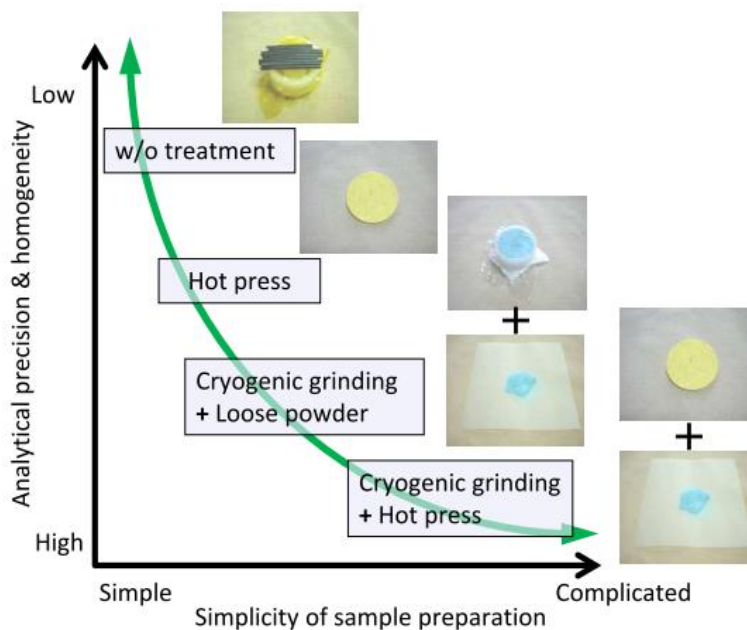 Low
w/o treatment
Analytical precision & homogeneity
Hot press
+
Cryogenic grinding
+ Loose powder
+
Cryogenic grinding
+ Hot press
High
Simple
Complicated
Simplicity of sample preparation